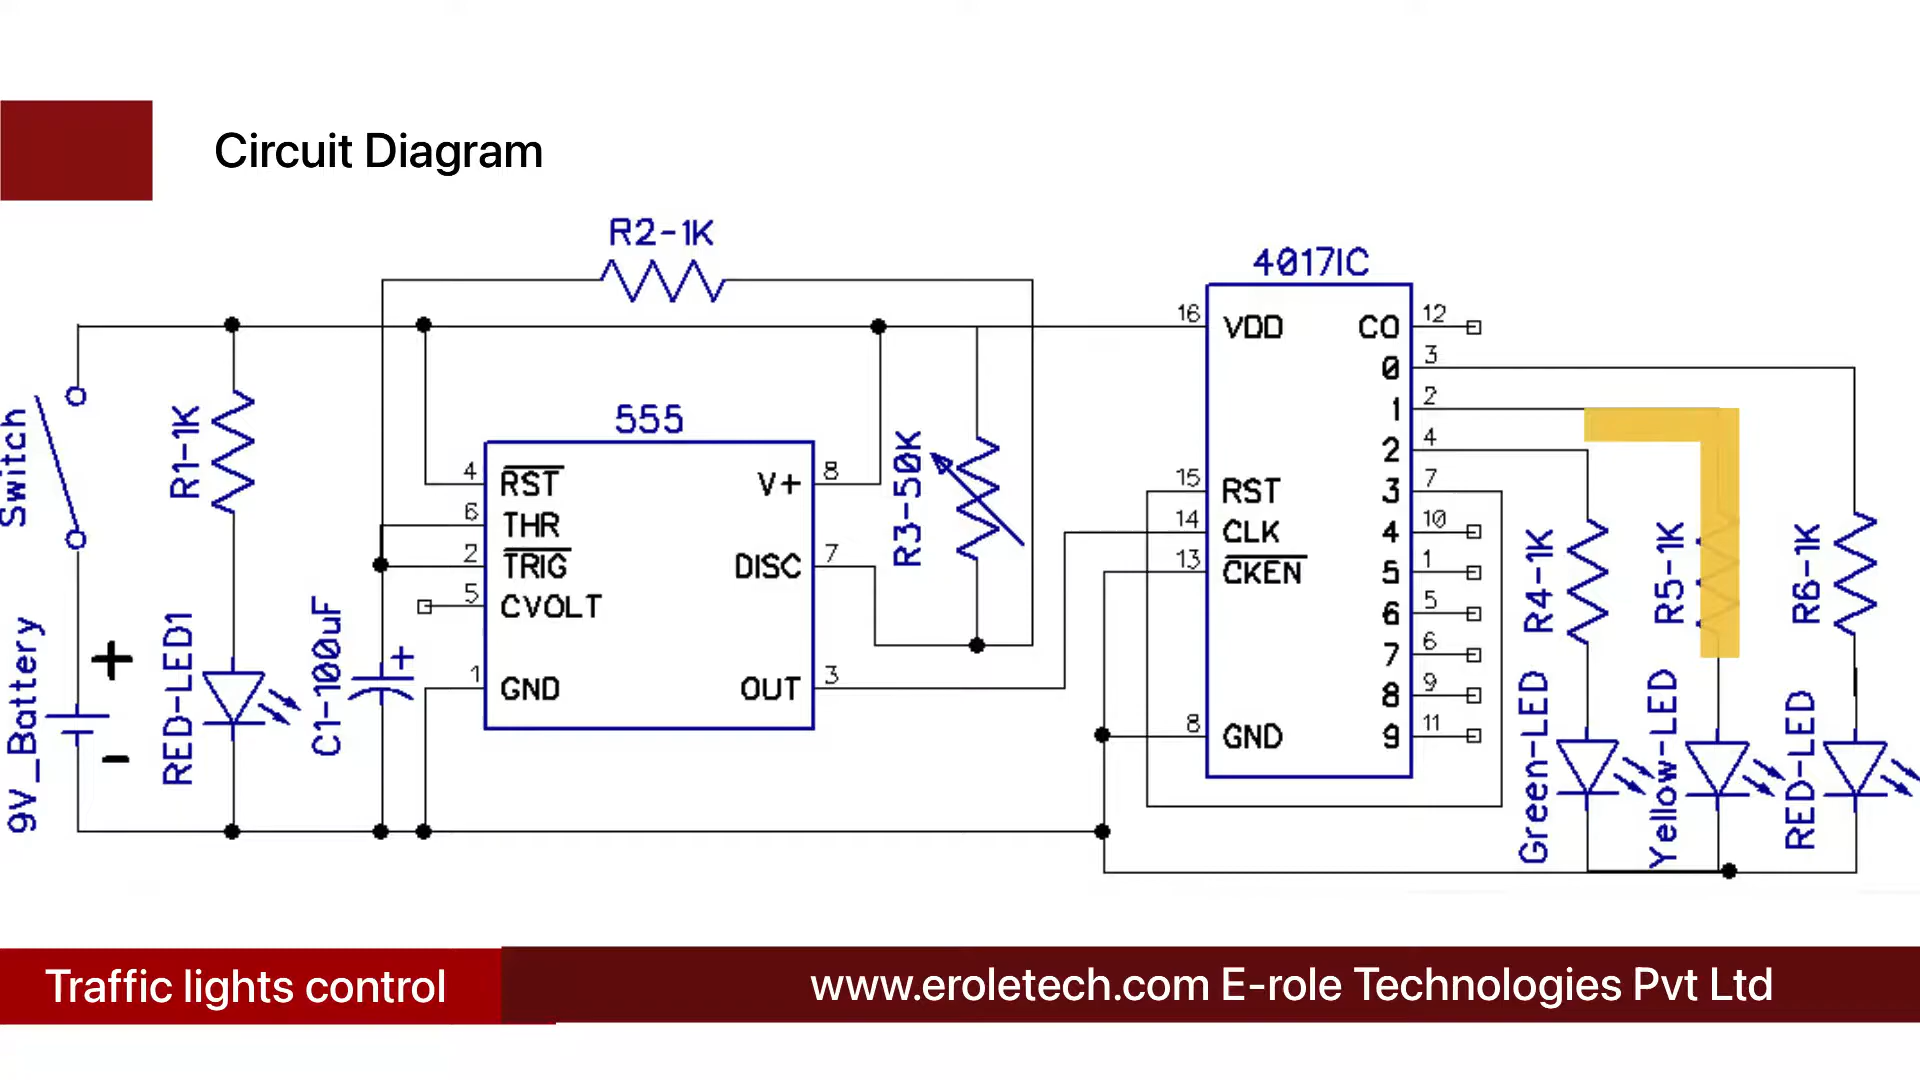 Circuit Diagram
R2-1K
4017IC
Switch
R1-1K
555
R3-50K
4 RST
6 THR
2 TRIG
5 CVOLT
1 GND
V+ 8
DISC 7
OUT 3
16 VDD
15 RST
14 CLK
13 CKEN
8 GND
CO 12
0 3
1 2
2 4
3 7
4 10
5 1
6 5
7 6
8 9
9 11
R4-1K
R5-1K
R6-1K
9V_Battery
+
-
RED-LED1
C1-100uF
+
Green-LED
Yellow-LED
RED-LED
Traffic lights control
www.eroletech.com E-role Technologies Pvt Ltd